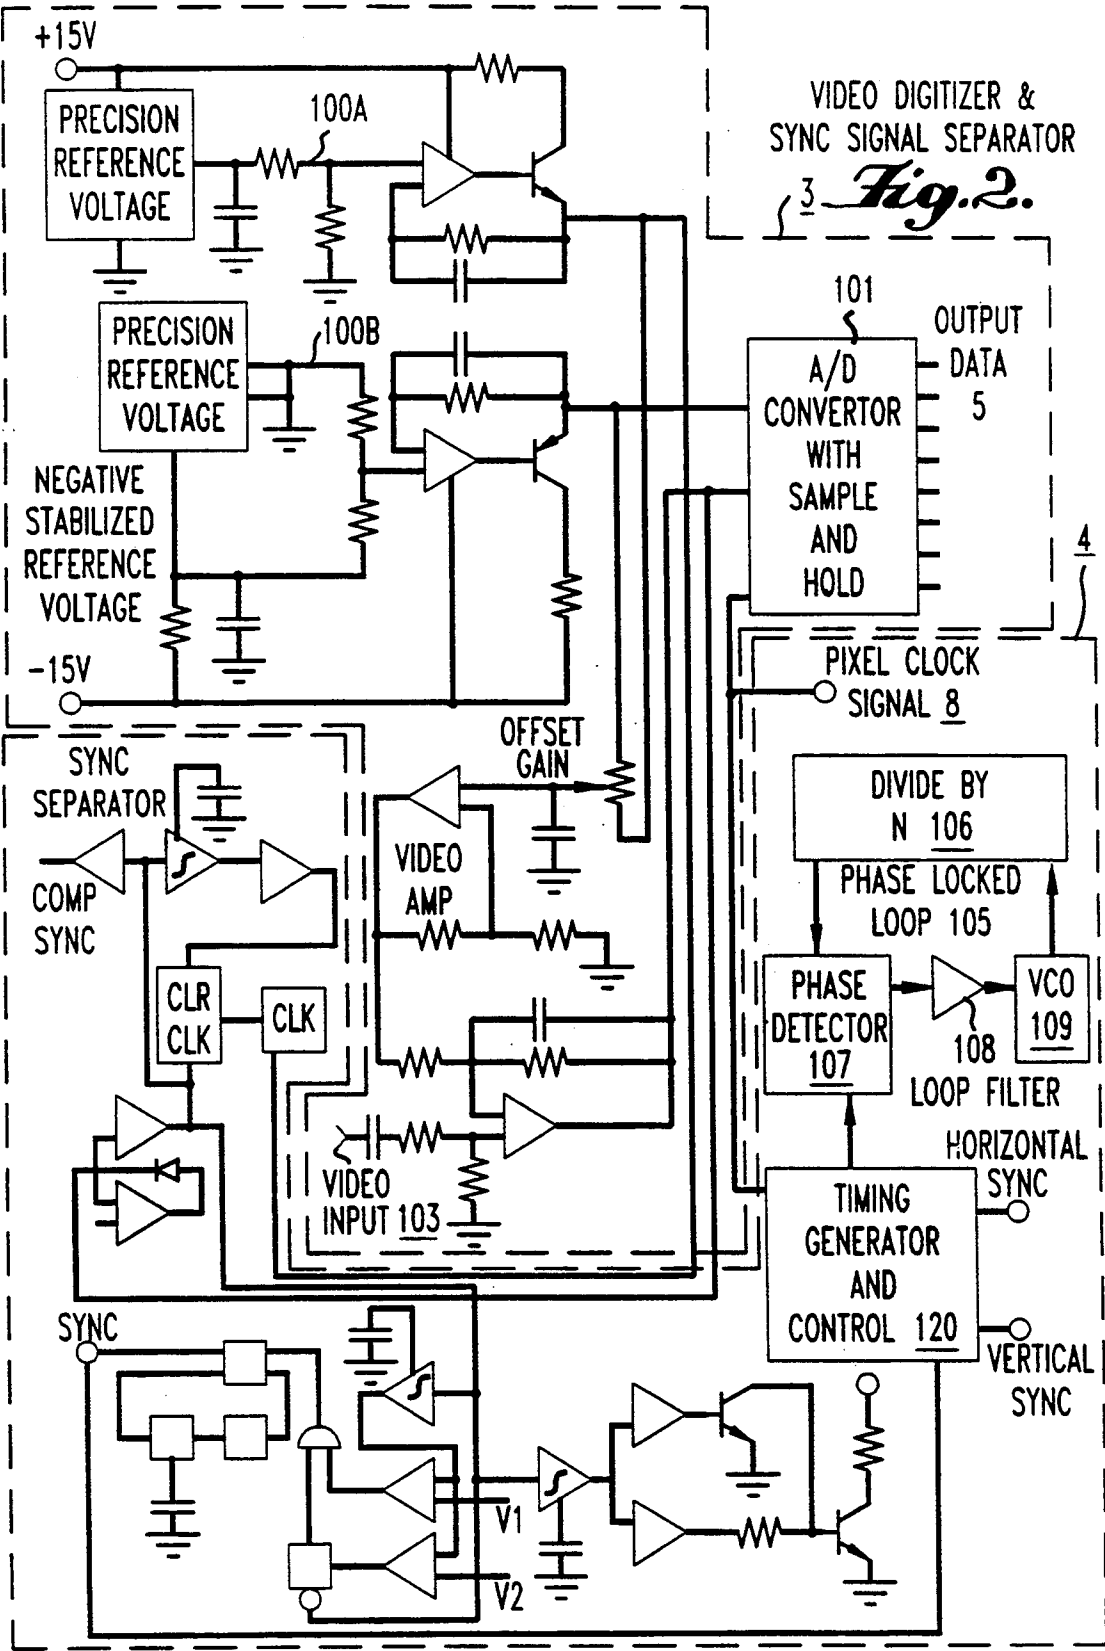 +15V
PRECISION
REFERENCE
VOLTAGE
100A
VIDEO DIGITIZER &
SYNC SIGNAL SEPARATOR
3
Fig. 2.
PRECISION
REFERENCE
VOLTAGE
100B
101
A/D
CONVERTOR
WITH
SAMPLE
AND
HOLD
OUTPUT
DATA
5
NEGATIVE
STABILIZED
REFERENCE
VOLTAGE
-15V
4
PIXEL CLOCK
SIGNAL 8
OFFSET
GAIN
SYNC
SEPARATOR
COMP
SYNC
VIDEO
AMP
DIVIDE BY
N 106
PHASE LOCKED
LOOP 105
CLR
CLK
CLK
PHASE
DETECTOR
107
108
LOOP FILTER
VCO
109
VIDEO
INPUT 103
HORIZONTAL
SYNC
TIMING
GENERATOR
AND
CONTROL 120
VERTICAL
SYNC
SYNC
V1
V2